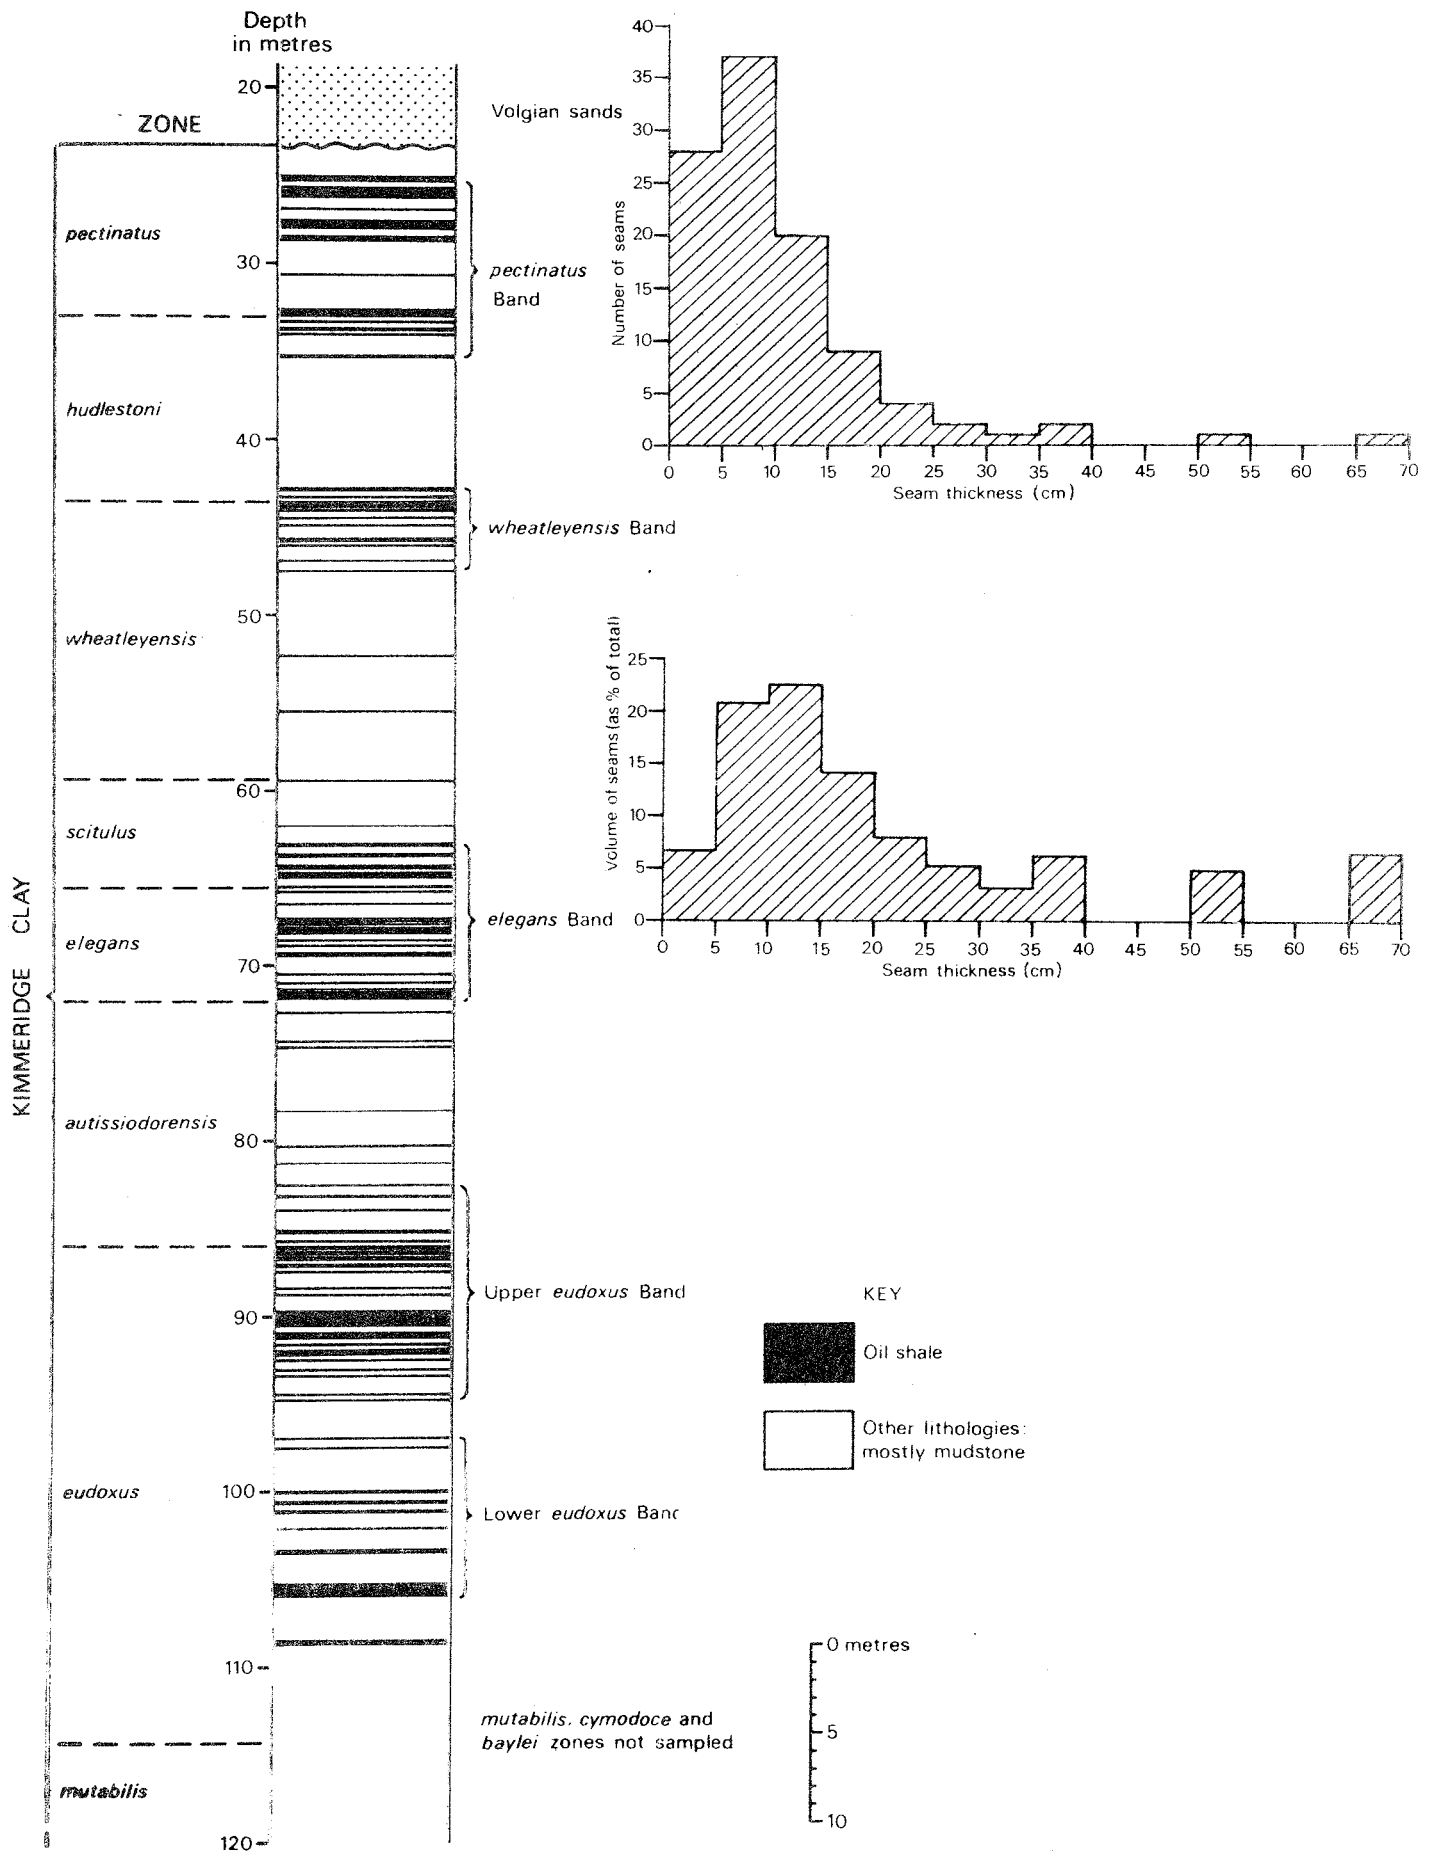 Depth
in metres
ZONE
20
30
40
50
60
70
80
90
100
110
120
KIMMERIDGE CLAY
pectinatus
hudlestoni
wheatleyensis
scitulus
elegans
autissiodorensis
eudoxus
mutabilis
Volgian sands
pectinatus
Band
wheatleyensis Band
elegans Band
Upper eudoxus Band
Lower eudoxus Band
mutabilis, cymodoce and
baylei zones not sampled
Number of seams
40
35
30
25
20
15
10
5
0
0 5 10 15 20 25 30 35 40 45 50 55 60 65 70
Seam thickness (cm)
Volume of seams (as % of total)
25
20
15
10
5
0
0 5 10 15 20 25 30 35 40 45 50 55 60 65 70
Seam thickness (cm)
KEY
Oil shale
Other lithologies:
mostly mudstone
0 metres
5
10